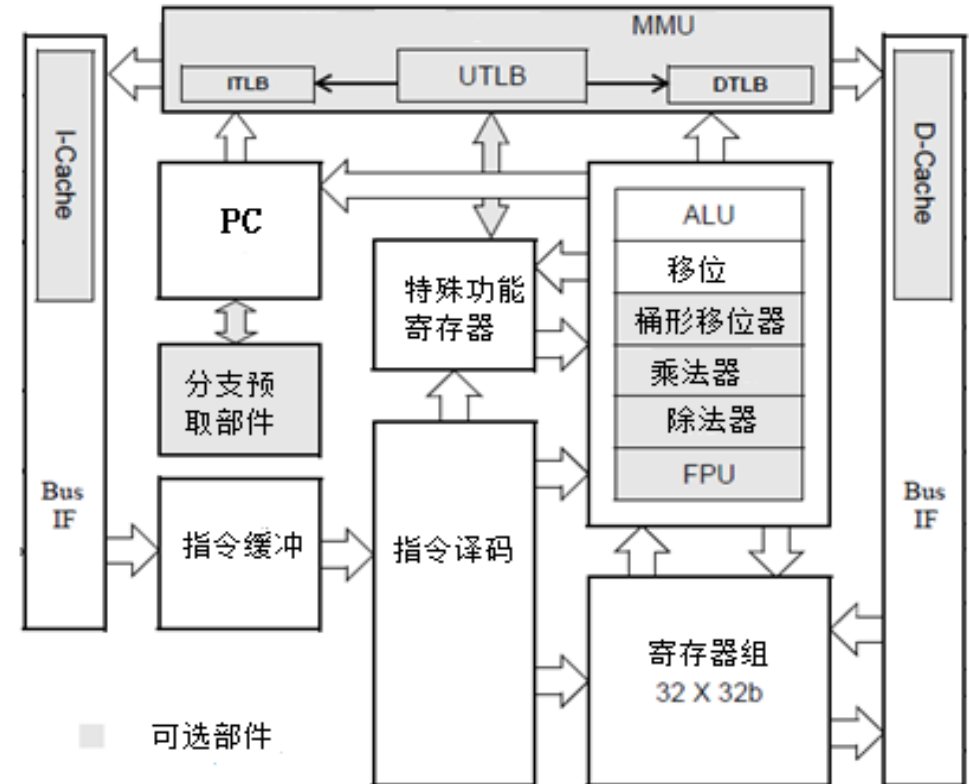 MMU
ITLB
UTLB
DTLB
I-Cache
D-Cache
PC
ALU
移位
桶形移位器
乘法器
除法器
FPU
特殊功能
寄存器
分支预
取部件
Bus
IF
指令缓冲
指令译码
寄存器组
32 X 32b
Bus
IF
可选部件